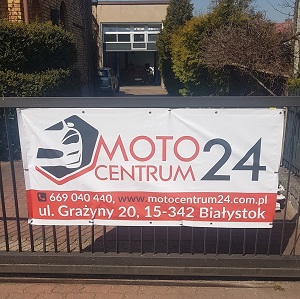 MOTO
CENTRUM 24
669 040 440, www.motocentrum24.com.pl
ul. Grażyny 20, 15-342 Białystok